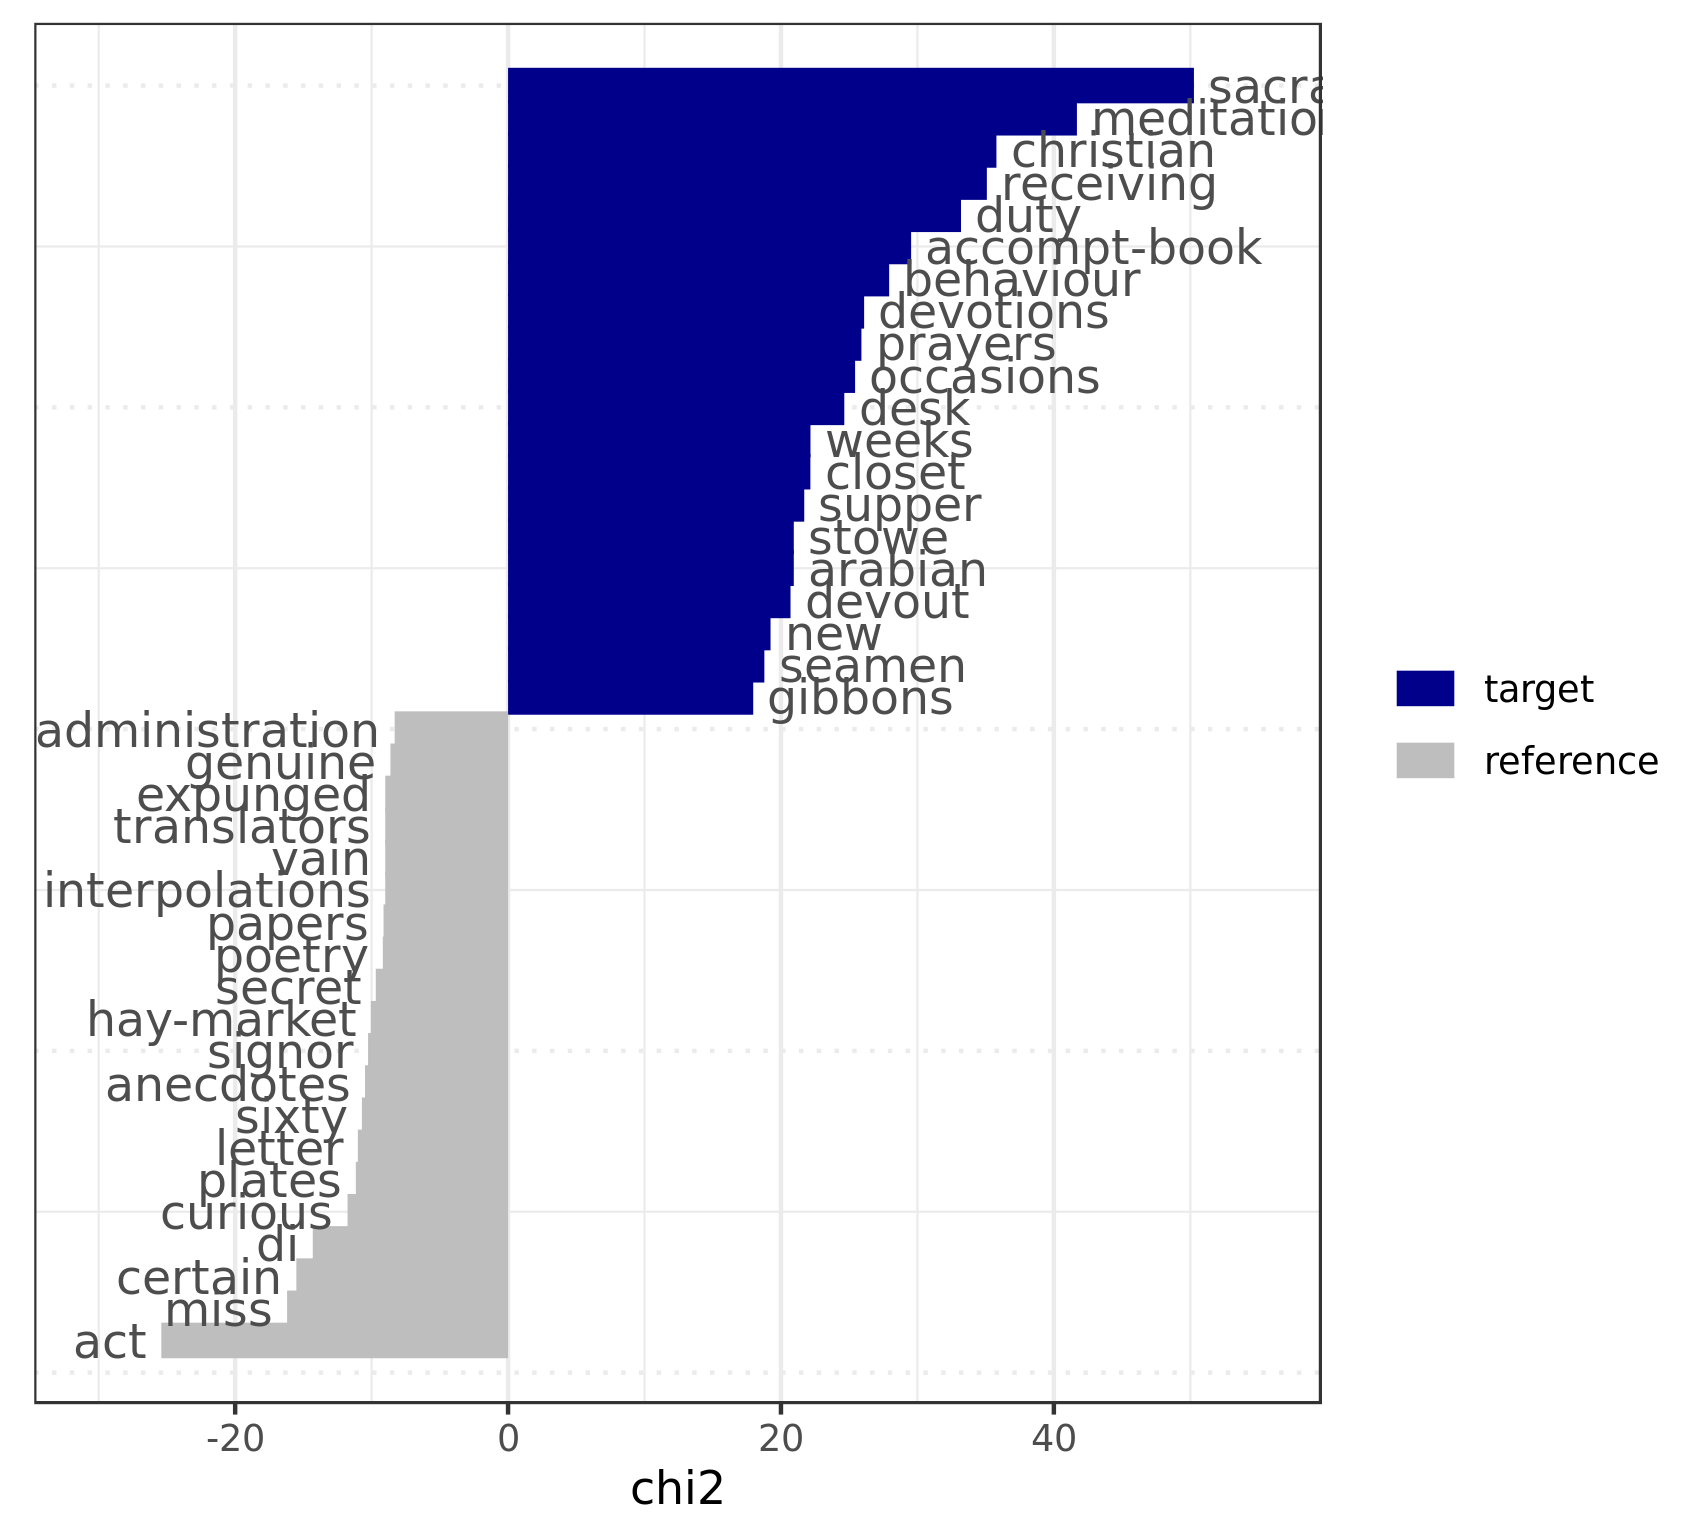 sacra
meditatio
christian
receiving
duty
accompt-book
behaviour
devotions
prayers
occasions
desk
weeks
closet
supper
stowe
arabian
devout
new
seamen
gibbons
administration
genuine
expunged
translators
vain
interpolations
papers
poetry
secret
hay-market
signor
anecdotes
sixty
letter
plates
curious
di
certain
miss
act
-20 0 20 40
chi2
target
reference